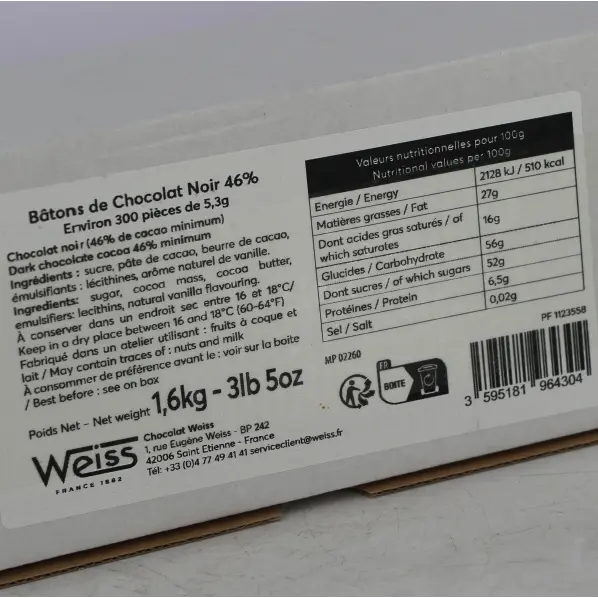 Bâtons de Chocolat Noir 46%
Environ 300 pièces de 5,3g
Chocolat noir (46% de cacao minimum)
Dark chocolate cocoa 46% minimum
Ingrédients : sucre, pâte de cacao, beurre de cacao,
émulsifiants : lécithines, arôme naturel de vanille.
Ingredients: sugar, cocoa mass, cocoa butter,
emulsifiers: lecithins, natural vanilla flavouring.
À conserver dans un endroit sec entre 16 et 18°C/
Keep in a dry place between 16 and 18°C (60-64°F)
Fabriqué dans un atelier utilisant : fruits à coque et
lait / May contain traces of : nuts and milk
À consommer de préférence avant le : voir sur la boîte
/ Best before : see on box
Poids Net - Net weight 1,6kg - 3lb 5oz
Weiss
FRANCE 1882
Chocolat Weiss
1, rue Eugène Weiss - BP 242
42006 Saint Etienne - France
Tél: +33 (0)4 77 49 41 41 serviceclient@weiss.fr
Valeurs nutritionnelles pour 100g
Nutritional values per 100g
Energie / Energy 2128 kJ / 510 kcal
Matières grasses / Fat 27g
Dont acides gras saturés / of
which saturates 16g
Glucides / Carbohydrate 56g
Dont sucres / of which sugars 52g
Protéines / Protein 6,5g
Sel / Salt 0,02g
MP 02260
PF 1123558
FR
BOITE
3 595181 964304